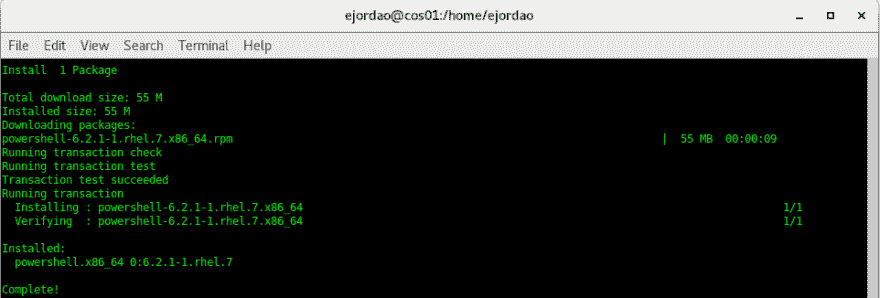 ejordao@cos01:/home/ejordao
File Edit View Search Terminal Help
Install  1 Package
Total download size: 55 M
Installed size: 55 M
Downloading packages:
powershell-6.2.1-1.rhel.7.x86_64.rpm | 55 MB 00:00:09
Running transaction check
Running transaction test
Transaction test succeeded
Running transaction
Installing : powershell-6.2.1-1.rhel.7.x86_64 1/1
Verifying  : powershell-6.2.1-1.rhel.7.x86_64 1/1
Installed:
powershell.x86_64 0:6.2.1-1.rhel.7
Complete!